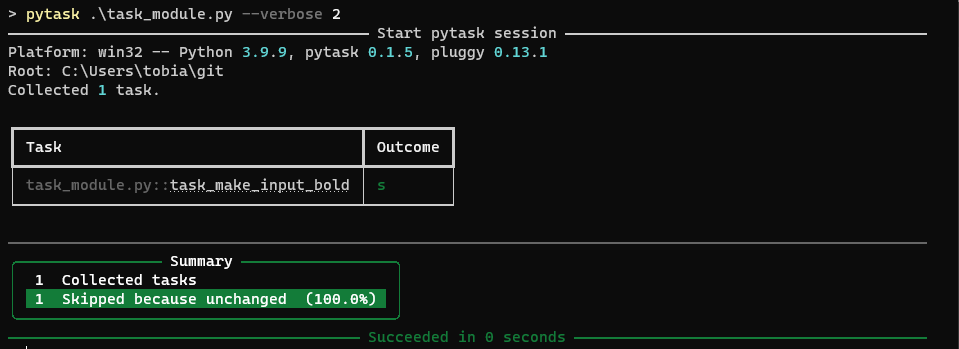 > pytask .\task_module.py --verbose 2
Start pytask session
Platform: win32 -- Python 3.9.9, pytask 0.1.5, pluggy 0.13.1
Root: C:\Users\tobia\git
Collected 1 task.
Task Outcome
task_module.py::task_make_input_bold s
Summary
1 Collected tasks
1 Skipped because unchanged (100.0%)
Succeeded in 0 seconds